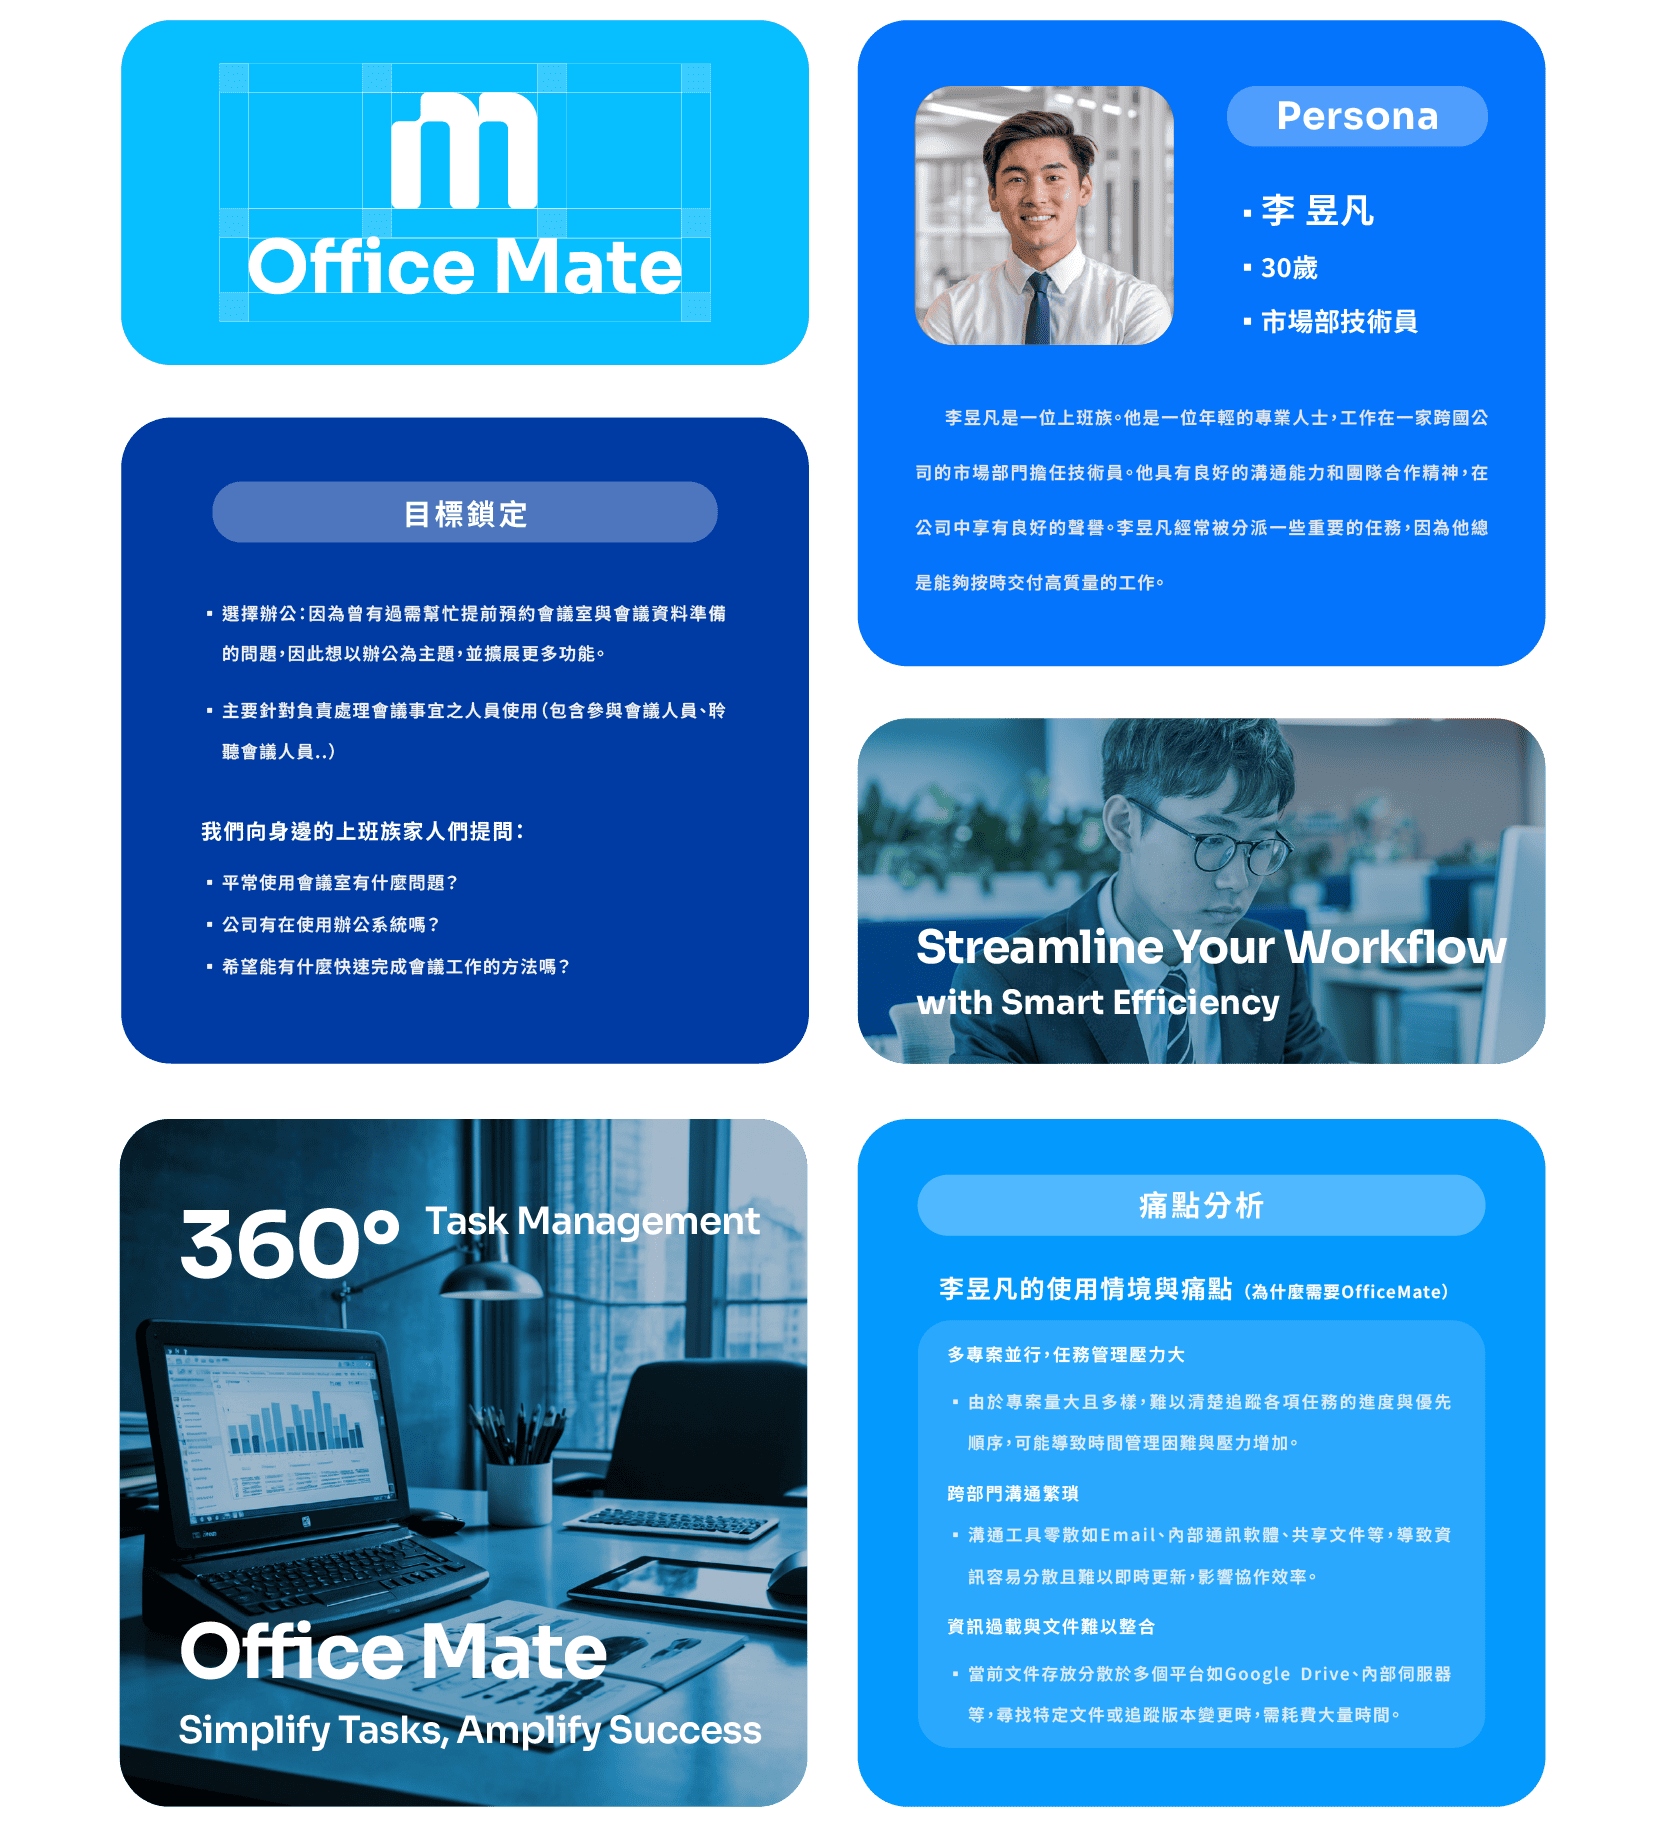 m
Office Mate
Persona
▪ 李 昱凡
▪ 30歲
▪ 市場部技術員
李昱凡是一位上班族。他是一位年輕的專業人士，工作在一家跨國公
司的市場部門擔任技術員。他具有良好的溝通能力和團隊合作精神，在
公司中享有良好的聲譽。李昱凡經常被分派一些重要的任務，因為他總
是能夠按時交付高質量的工作。
目標鎖定
▪ 選擇辦公：因為曾有過需幫忙提前預約會議室與會議資料準備
的問題，因此想以辦公為主題，並擴展更多功能。
▪ 主要針對負責處理會議事宜之人員使用（包含參與會議人員、聆
聽會議人員..）
我們向身邊的上班族家人們提問：
▪ 平常使用會議室有什麼問題？
▪ 公司有在使用辦公系統嗎？
▪ 希望能有什麼快速完成會議工作的方法嗎？
Streamline Your Workflow
with Smart Efficiency
360° Task Management
Office Mate
Simplify Tasks, Amplify Success
痛點分析
李昱凡的使用情境與痛點（為什麼需要OfficeMate）
多專案並行，任務管理壓力大
▪ 由於專案量大且多樣，難以清楚追蹤各項任務的進度與優先
順序，可能導致時間管理困難與壓力增加。
跨部門溝通繁瑣
▪ 溝通工具零散如Email、內部通訊軟體、共享文件等，導致資
訊容易分散且難以即時更新，影響協作效率。
資訊過載與文件難以整合
▪ 當前文件存放分散於多個平台如Google Drive、內部伺服器
等，尋找特定文件或追蹤版本變更時，需耗費大量時間。